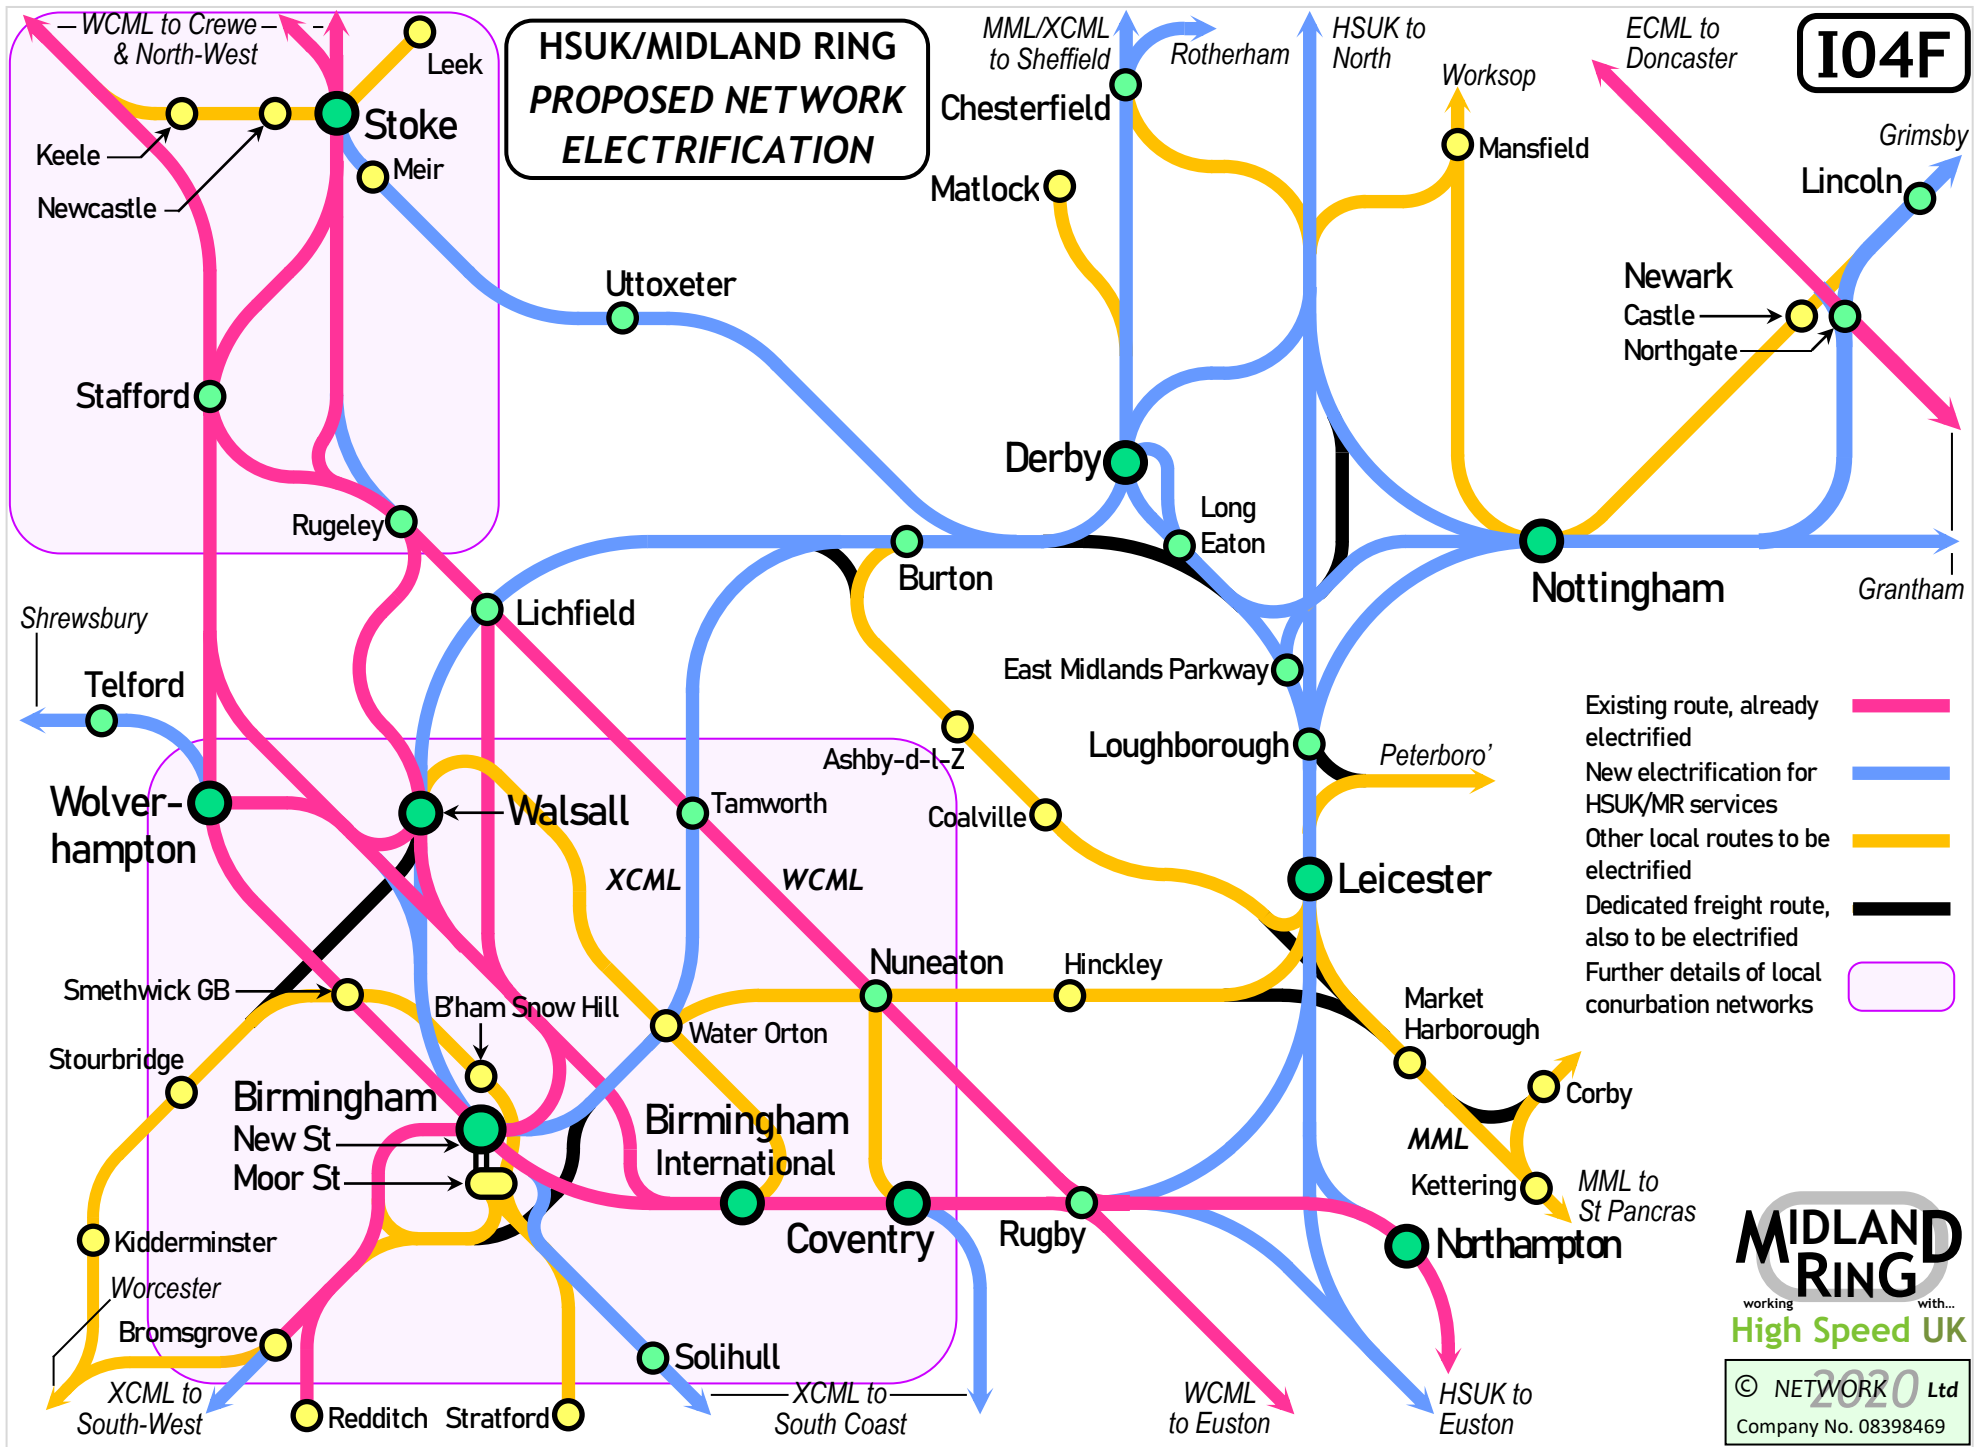 WCML to Crewe
& North-West
Leek
HSUK/MIDLAND RING
PROPOSED NETWORK
ELECTRIFICATION
MML/XCML
to Sheffield
Rotherham
HSUK to
North
ECML to
Doncaster
I04F
Worksop
Chesterfield
Stoke
Keele
Meir
Newcastle
Mansfield
Grimsby
Matlock
Lincoln
Uttoxeter
Newark
Castle
Northgate
Stafford
Derby
Long
Eaton
Rugeley
Burton
Nottingham
Grantham
Lichfield
Shrewsbury
Telford
East Midlands Parkway
Existing route, already
electrified
New electrification for
HSUK/MR services
Other local routes to be
electrified
Dedicated freight route,
also to be electrified
Further details of local
conurbation networks
Loughborough
Peterboro'
Ashby-d-l-Z
Wolver-
hampton
Walsall
Tamworth
Coalville
XCML
WCML
Leicester
Nuneaton
Hinckley
Smethwick GB
B'ham Snow Hill
Water Orton
Market
Harborough
Stourbridge
Corby
Birmingham
New St
Moor St
Birmingham
International
MML
Kettering
MML to
St Pancras
Coventry
Rugby
Northampton
Kidderminster
Worcester
Bromsgrove
Solihull
XCML to
South-West
Redditch
Stratford
XCML to
South Coast
WCML
to Euston
HSUK to
Euston
MIDLAND
RING
working with...
High Speed UK
© NETWORK 2020 Ltd
Company No. 08398469